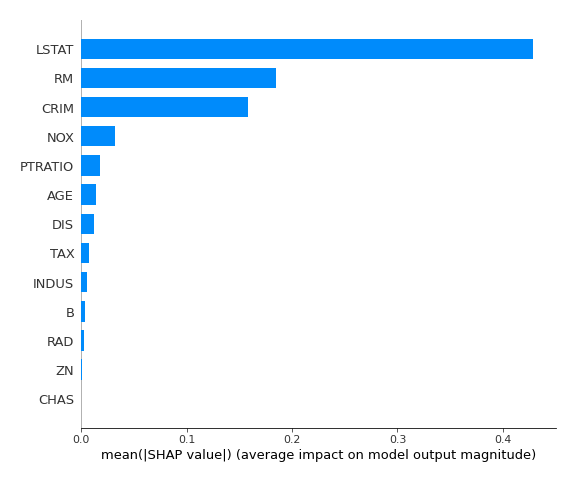 LSTAT
RM
CRIM
NOX
PTRATIO
AGE
DIS
TAX
INDUS
B
RAD
ZN
CHAS
0.0 0.1 0.2 0.3 0.4
mean(|SHAP value|) (average impact on model output magnitude)